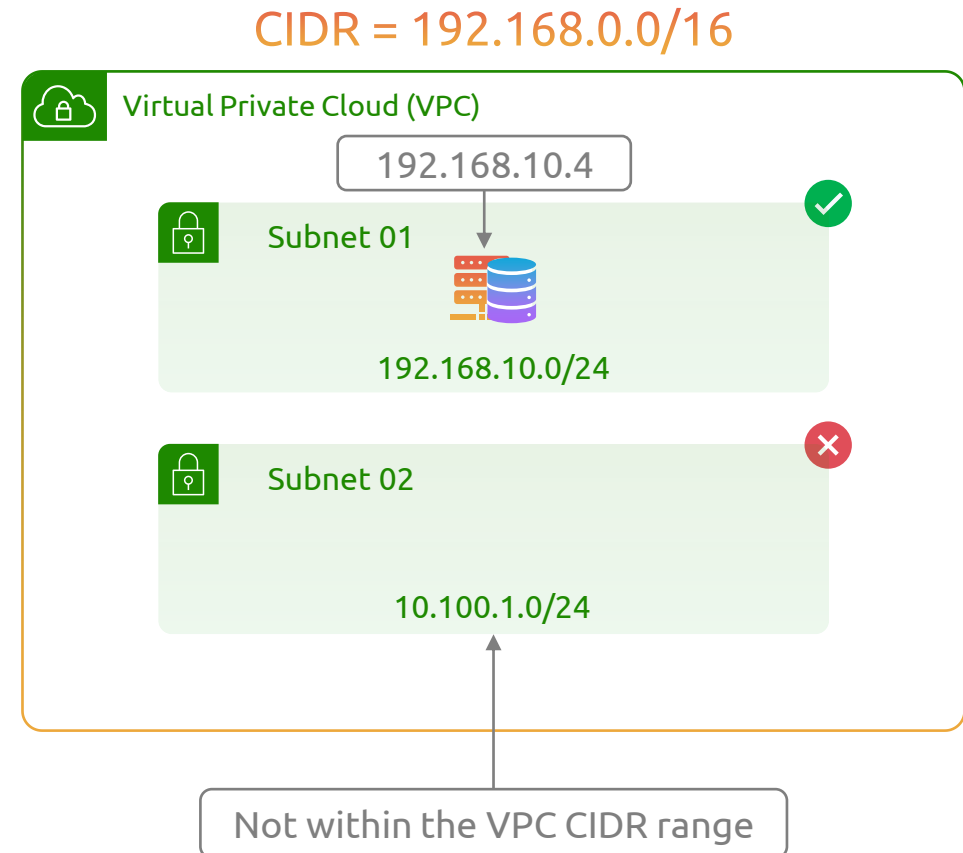 CIDR = 192.168.0.0/16
Virtual Private Cloud (VPC)
192.168.10.4
Subnet 01
192.168.10.0/24
Subnet 02
10.100.1.0/24
Not within the VPC CIDR range